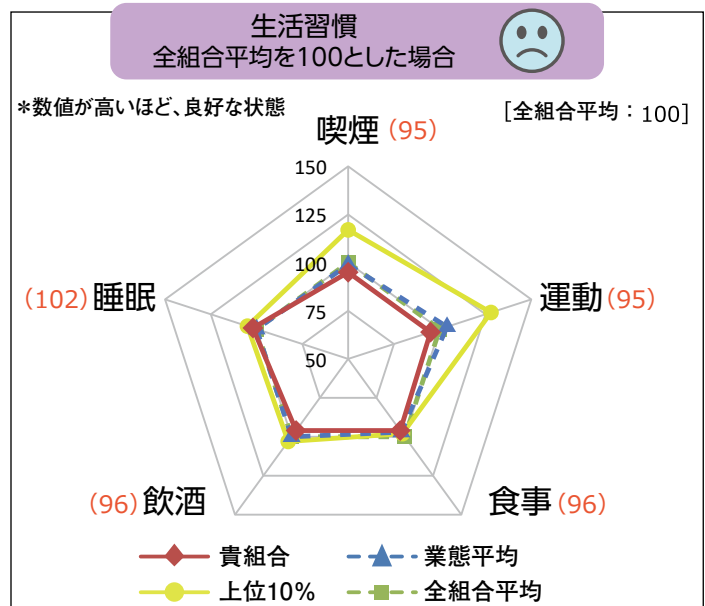 生活習慣
全組合平均を100とした場合
*数値が高いほど、良好な状態
[全組合平均：100]
喫煙(95)
150
125
100
75
50
運動(95)
食事(96)
飲酒(96)
睡眠(102)
貴組合
業態平均
上位10%
全組合平均